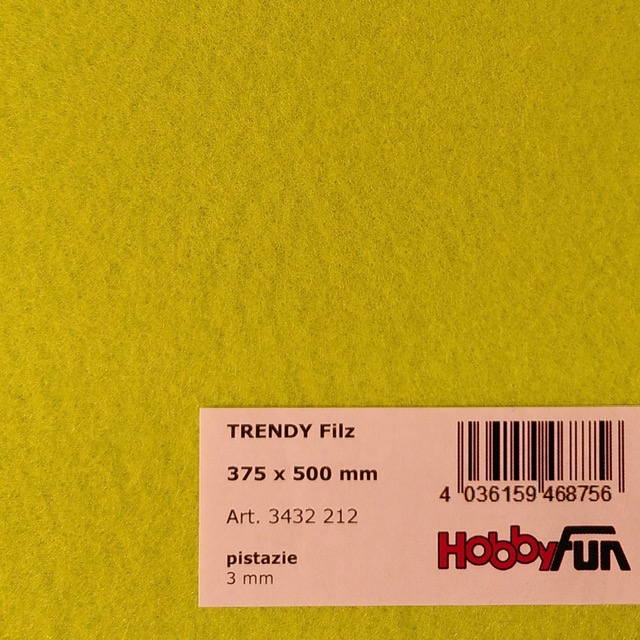 TRENDY Filz
375 x 500 mm
Art. 3432 212
pistazie
3 mm
4 036159 468756
HobbyFun